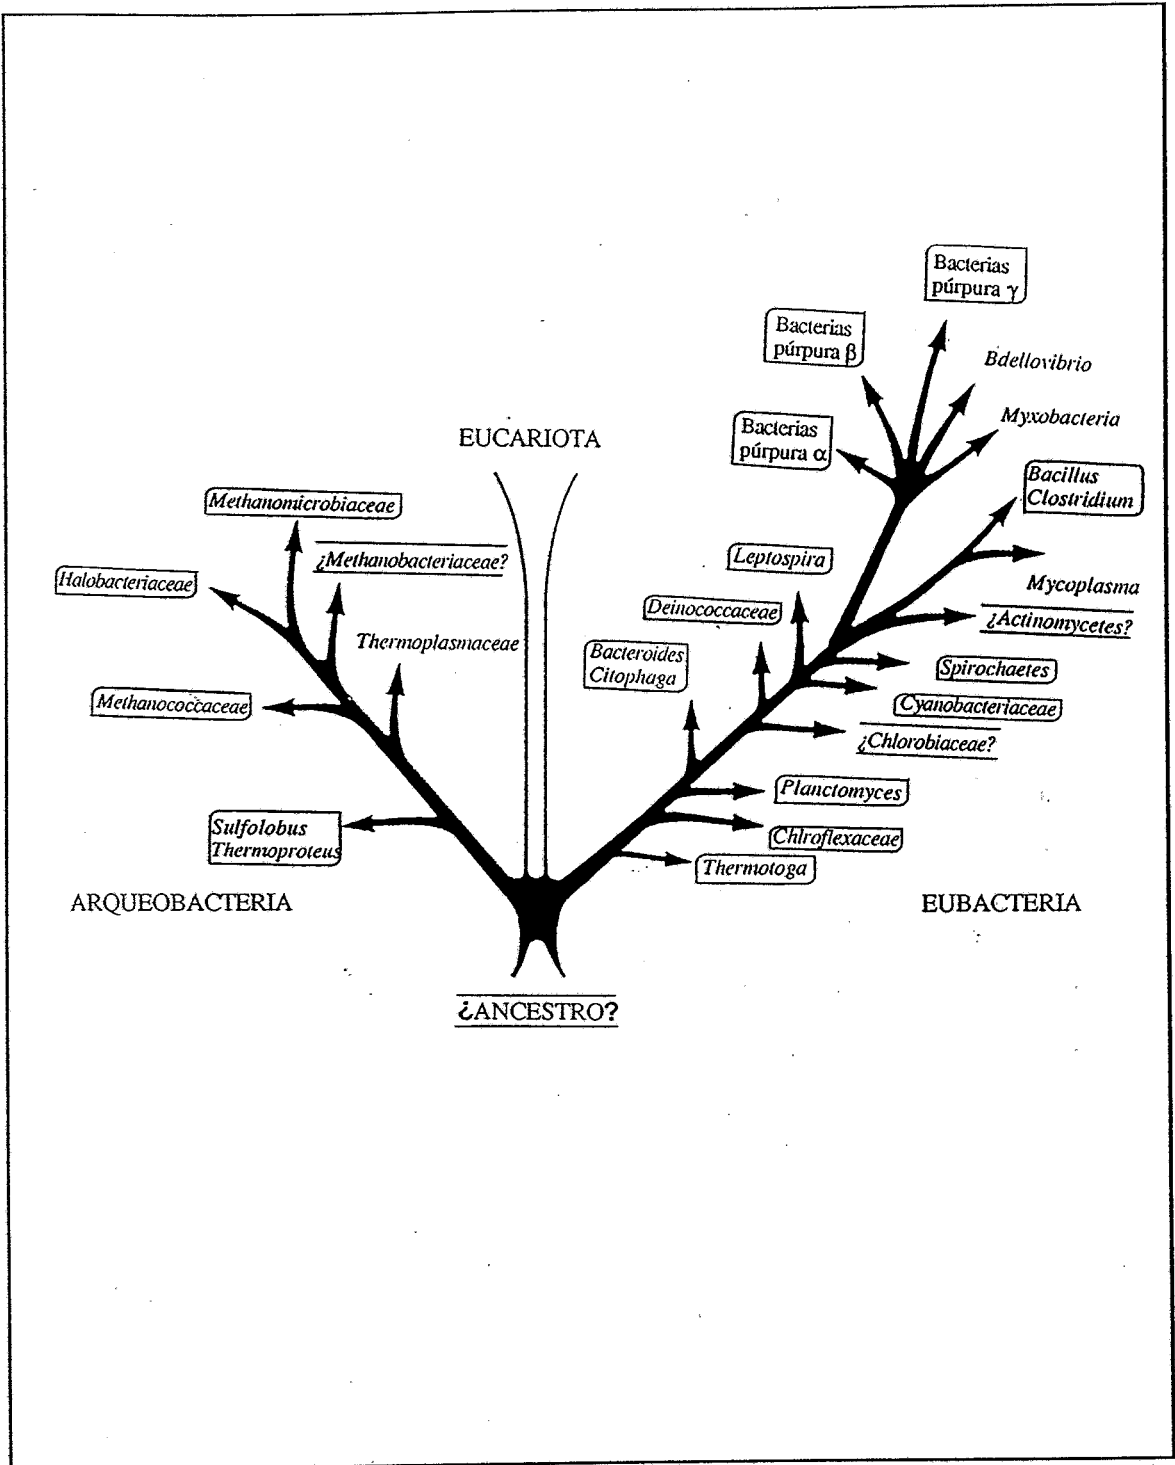 Bacterias
púrpura γ
Bacterias
púrpura β
Bdellovibrio
Myxobacteria
Bacterias
púrpura α
EUCARIOTA
Bacillus
Clostridium
Methanomicrobiaceae
¿Methanobacteriaceae?
Leptospira
Halobacteriaceae
Mycoplasma
Deinococcaceae
¿Actinomycetes?
Thermoplasmaceae
Bacteroides
Citophaga
Spirochaetes
Methanococcaceae
Cyanobacteriaceae
¿Chlorobiaceae?
Planctomyces
Sulfolobus
Thermoproteus
Chlroflexaceae
Thermotoga
ARQUEOBACTERIA
EUBACTERIA
¿ANCESTRO?